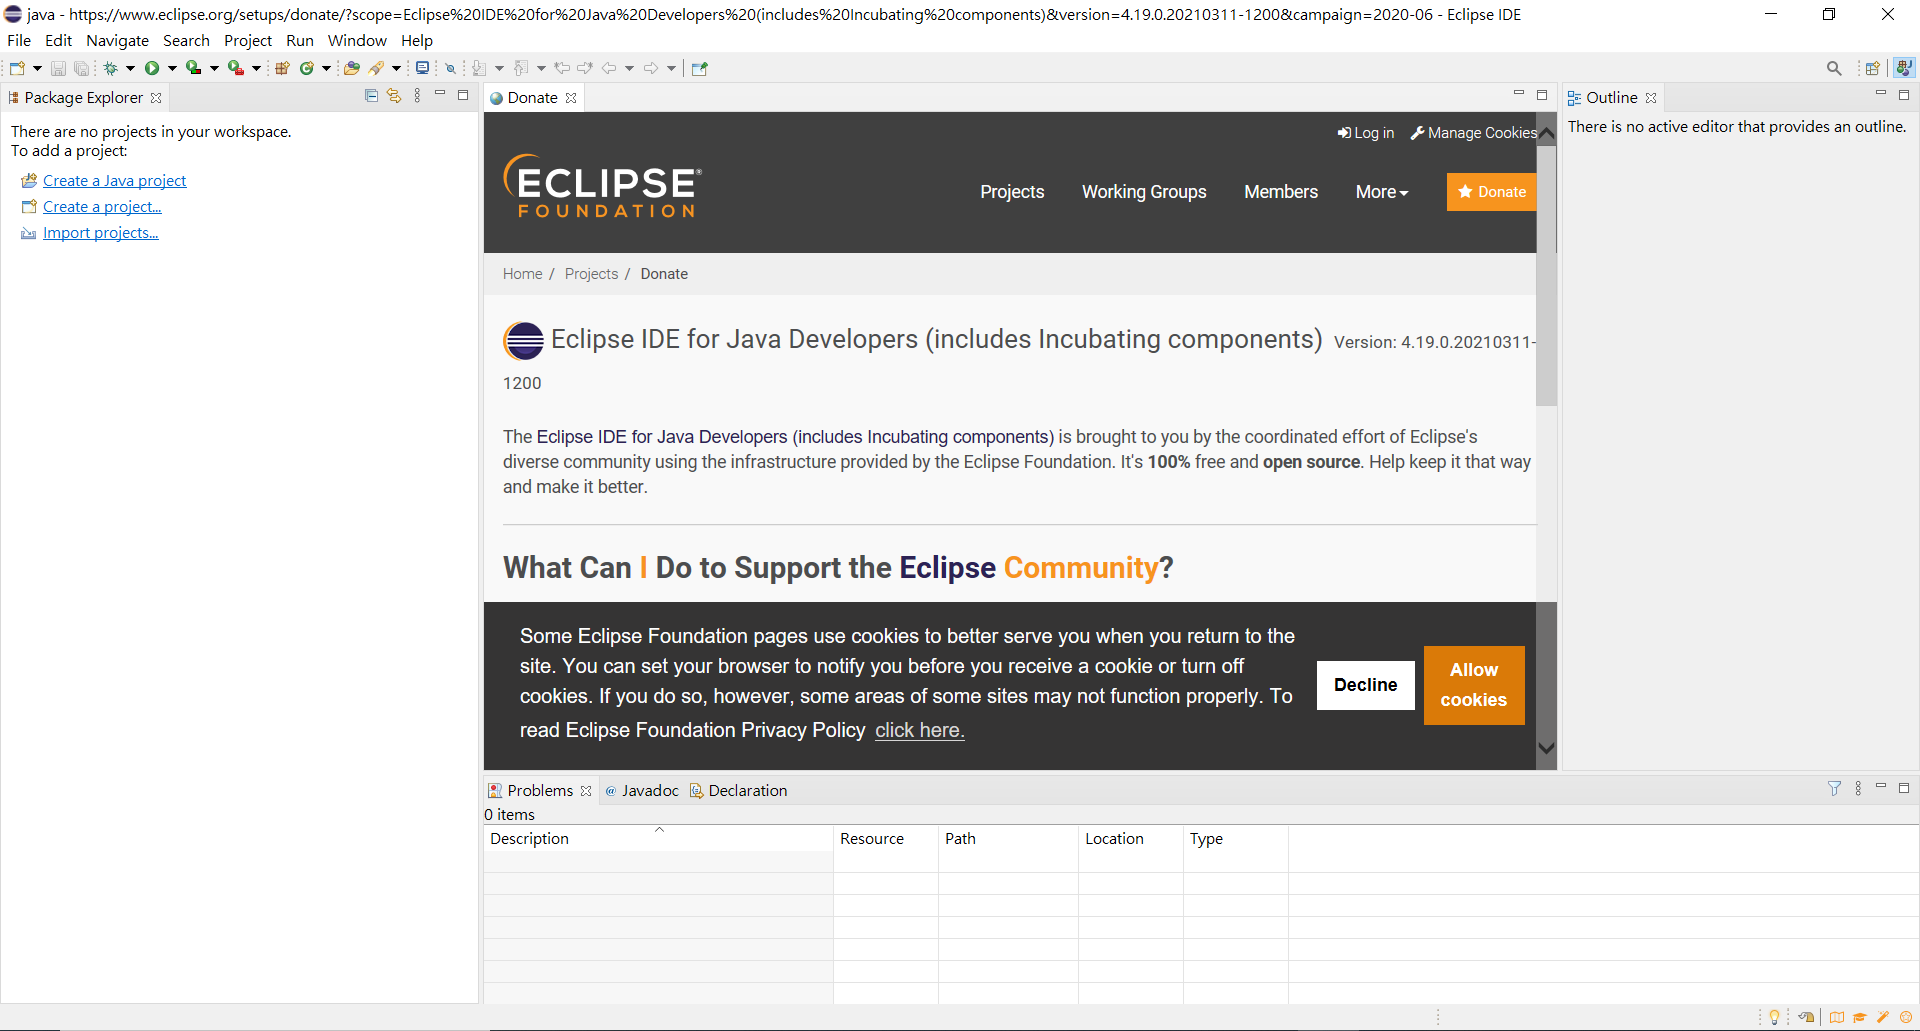 java - https://www.eclipse.org/setups/donate/?scope=Eclipse%20IDE%20for%20Java%20Developers%20(includes%20Incubating%20components)&version=4.19.0.20210311-1200&campaign=2020-06 - Eclipse IDE
File Edit Navigate Search Project Run Window Help
Package Explorer
There are no projects in your workspace.
To add a project:
Create a Java project
Create a project...
Import projects...
Donate
Log in Manage Cookies
ECLIPSE®
FOUNDATION
Projects Working Groups Members More Donate
Home / Projects / Donate
Eclipse IDE for Java Developers (includes Incubating components) Version: 4.19.0.20210311-
1200
The Eclipse IDE for Java Developers (includes Incubating components) is brought to you by the coordinated effort of Eclipse's
diverse community using the infrastructure provided by the Eclipse Foundation. It's 100% free and open source. Help keep it that way
and make it better.
What Can I Do to Support the Eclipse Community?
Some Eclipse Foundation pages use cookies to better serve you when you return to the
site. You can set your browser to notify you before you receive a cookie or turn off
cookies. If you do so, however, some areas of some sites may not function properly. To
read Eclipse Foundation Privacy Policy click here.
Decline
Allow
cookies
Outline
There is no active editor that provides an outline.
Problems @ Javadoc Declaration
0 items
Description Resource Path Location Type